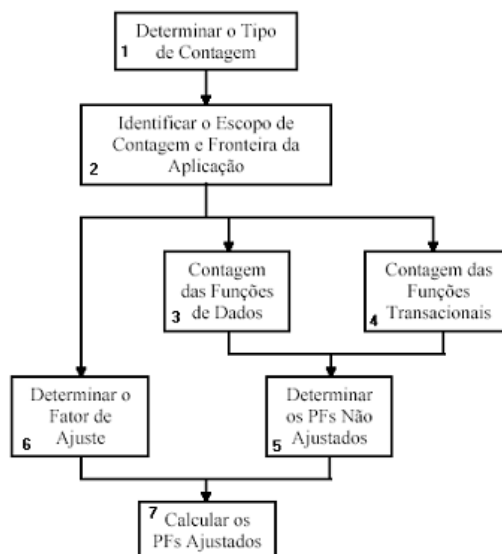 Determinar o Tipo
1 de Contagem
Identificar o Escopo de
Contagem e Fronteira da
Aplicação
2
Contagem
das Funções
de Dados
3
Contagem das
Funções
Transacionais
4
Determinar o
Fator de
Ajuste
6
Determinar
os PFs Não
Ajustados
5
7
Calcular os
PFs Ajustados